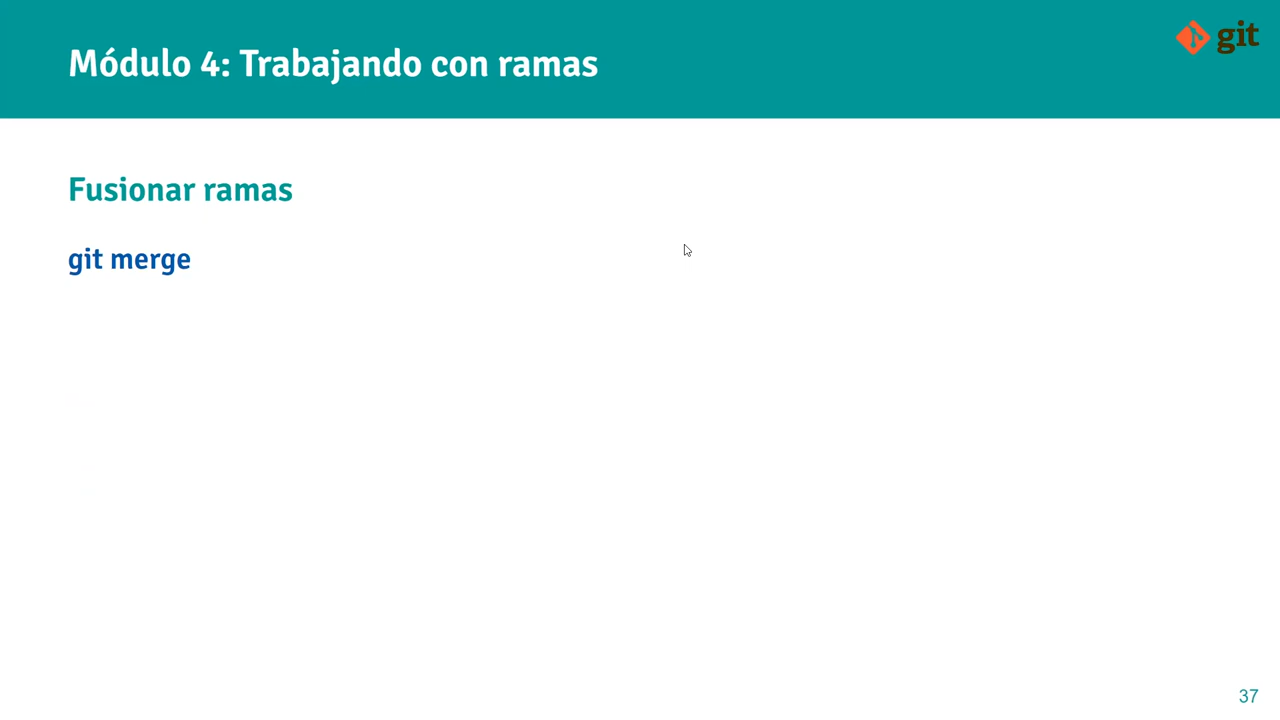 Módulo 4: Trabajando con ramas
git
Fusionar ramas
git merge
37